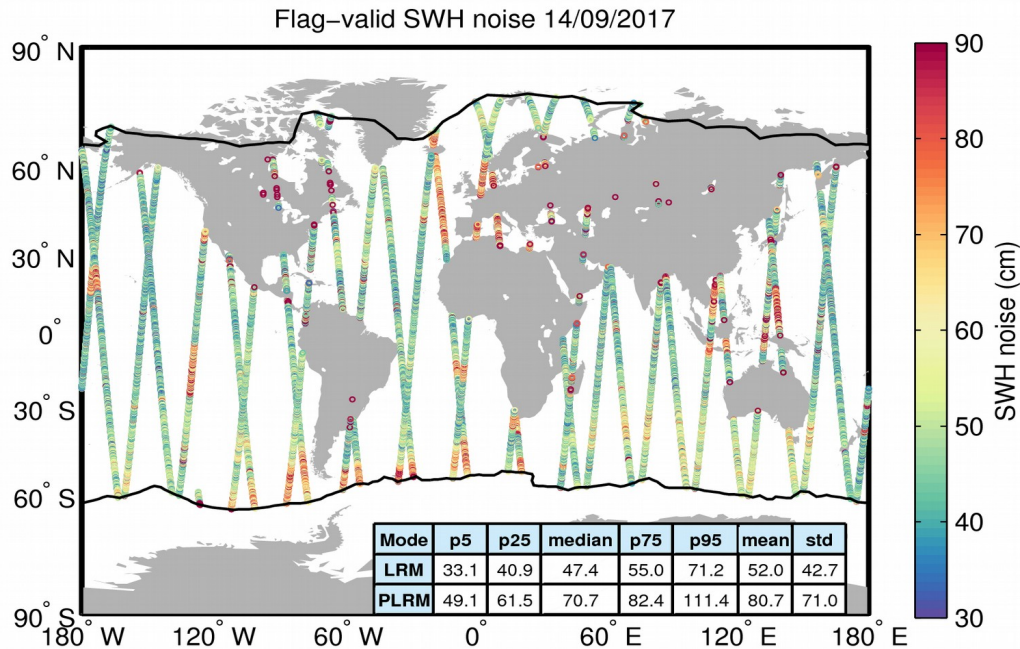 Flag−valid SWH noise 14/09/2017
90° N
60° N
30° N
0°
30° S
60° S
90° S
180° W
120° W
60° W
0°
60° E
120° E
180° E
Mode p5 p25 median p75 p95 mean std
LRM 33.1 40.9 47.4 55.0 71.2 52.0 42.7
PLRM 49.1 61.5 70.7 82.4 111.4 80.7 71.0
90
80
70
60
50
40
30
SWH noise (cm)